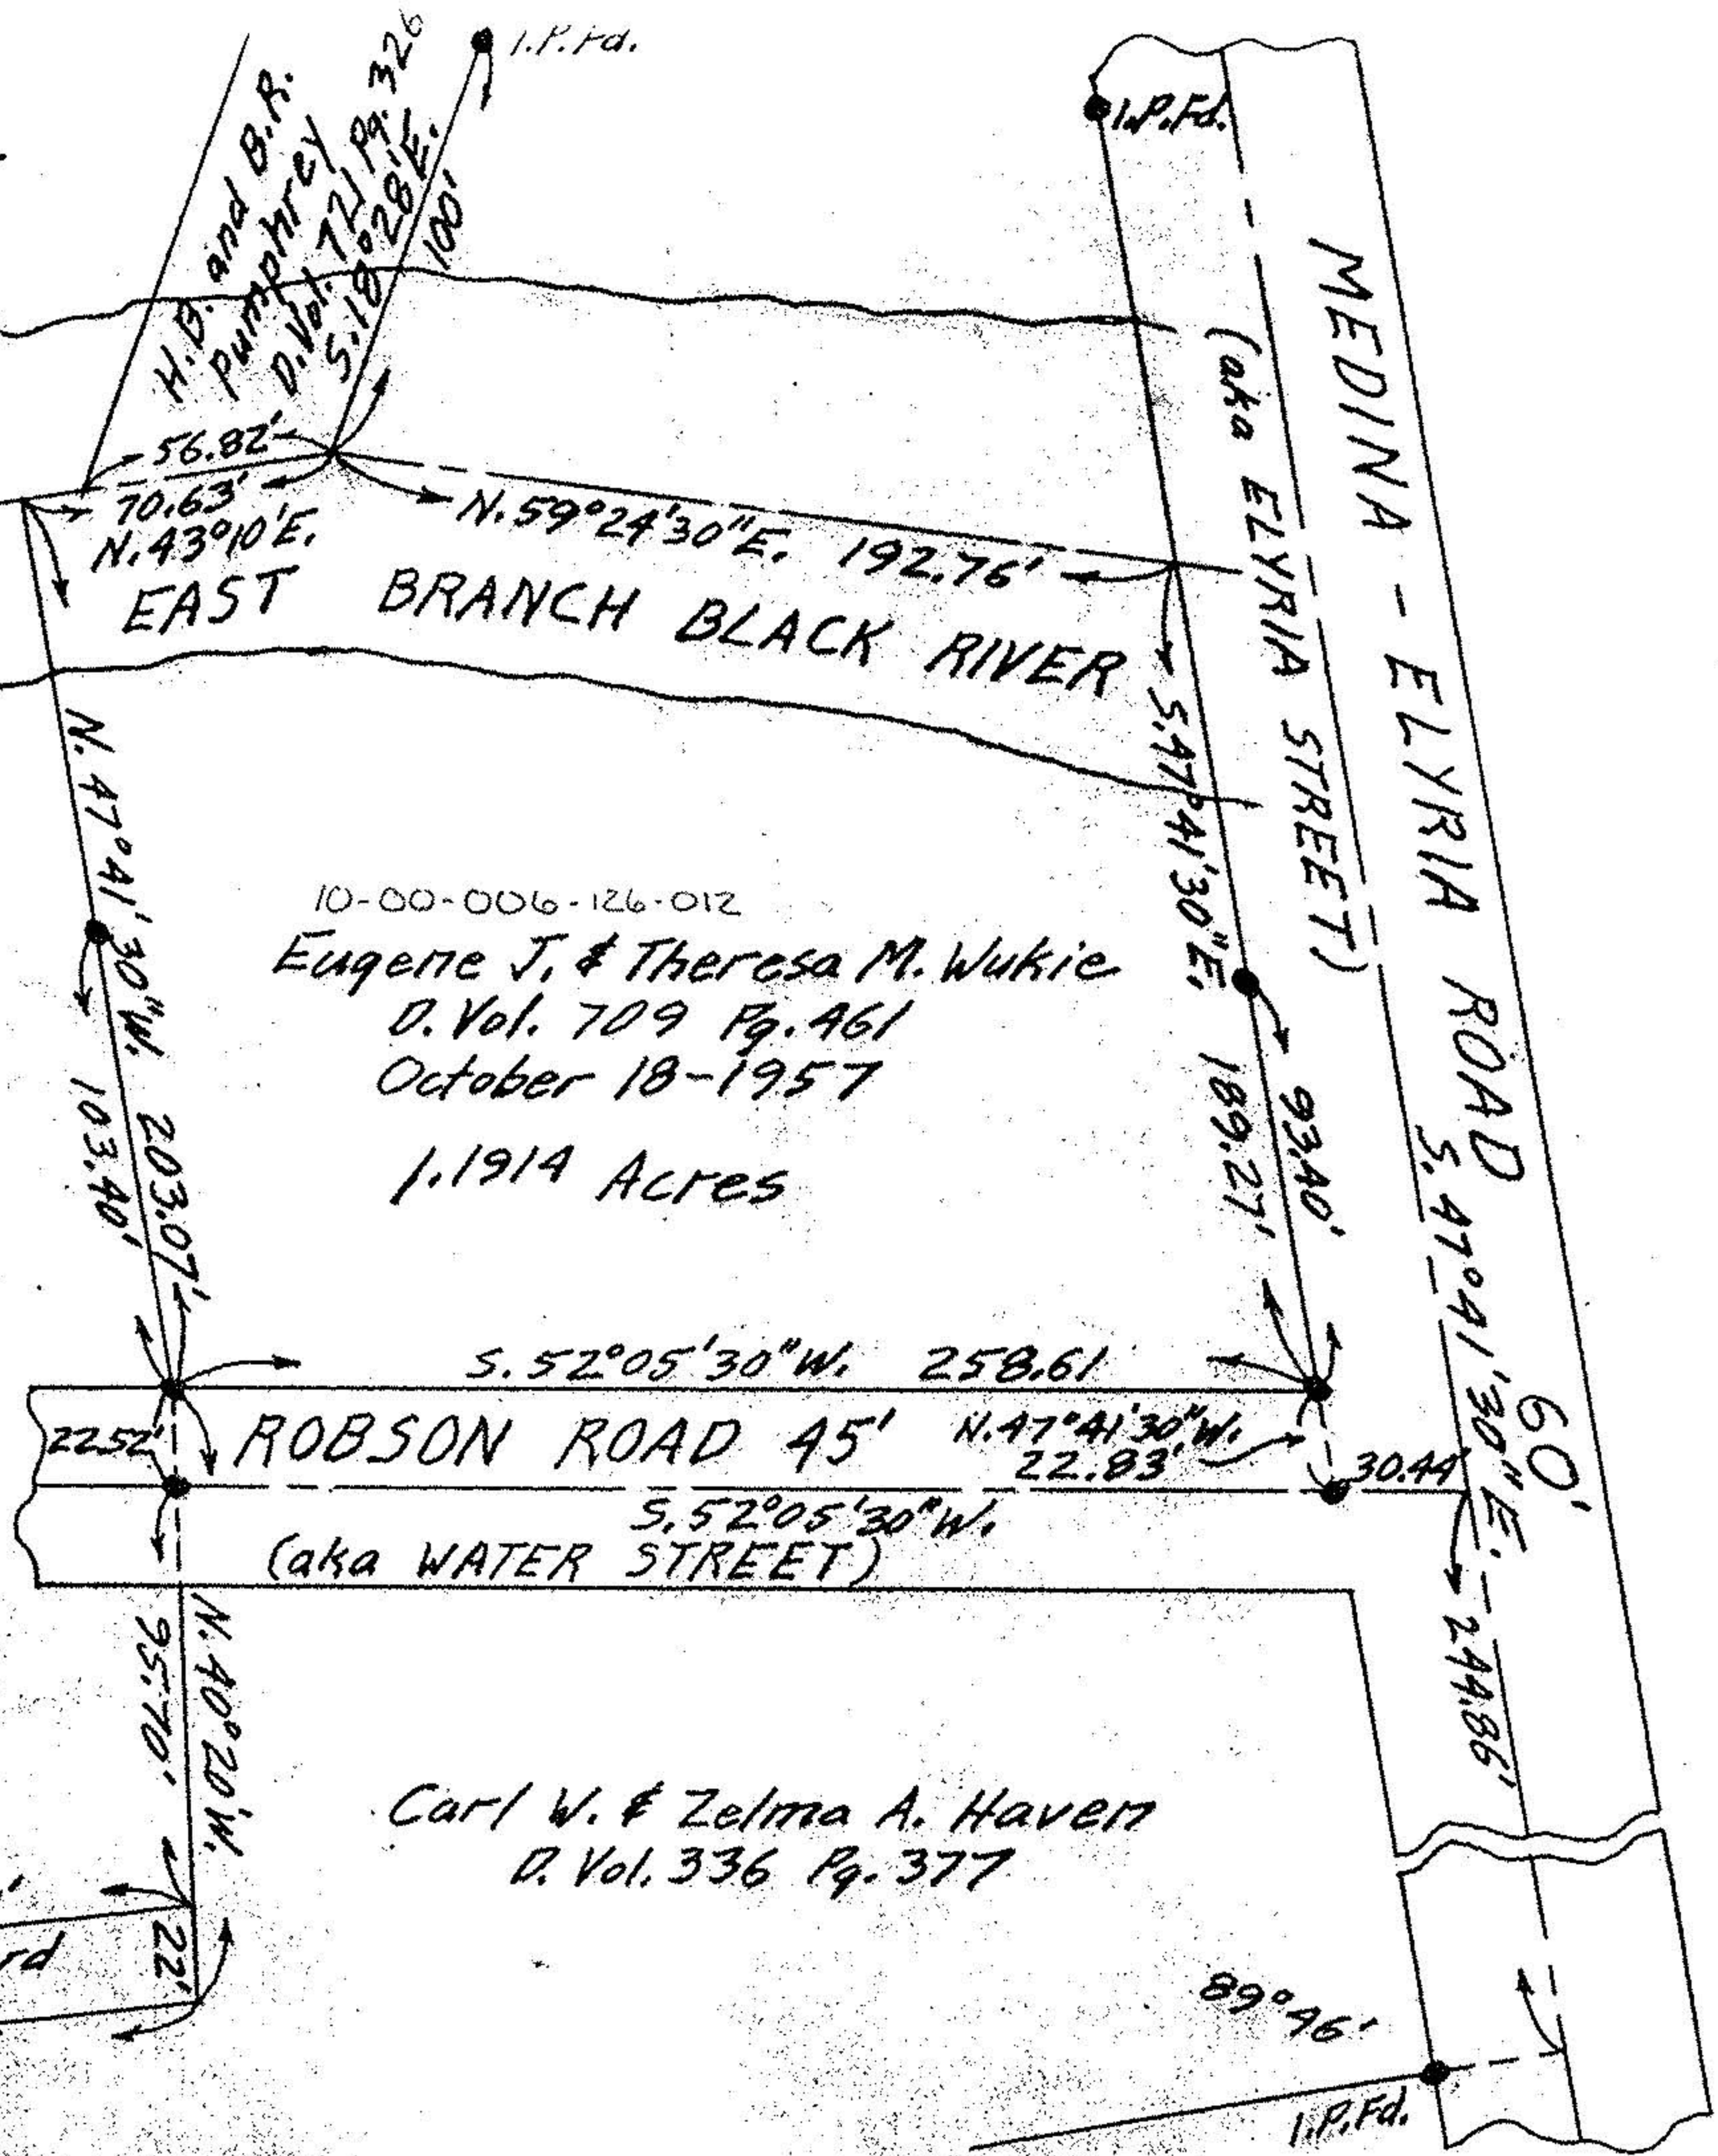 I.P.Fd.
H.B. and B.R.
Pumphrey
D.Vol. 721 Pg. 326
S.18°28'E.
100'
I.P.Fd.
MEDINA - ELYRIA ROAD 60'
(aka ELYRIA STREET)
56.82'
70.63'
N.43°10'E.
N.59°24'30"E. 192.76'
EAST BRANCH BLACK RIVER
N.47°41'30"W. 203.07'
103.40'
S.47°41'30"E. 189.27'
93.40'
S.47°41'30"E. - 244.86'
10-00-006-126-012
Eugene J. & Theresa M. Wukie
D. Vol. 709 Pg. 461
October 18-1957
1.1914 Acres
S.52°05'30"W. 258.61
22.52'
ROBSON ROAD 45'
N.47°41'30"W.
22.83'
30.44
S.52°05'30"W.
(aka WATER STREET)
N.40°20'W.
95.70'
Carl W. & Zelma A. Haven
D. Vol. 336 Pg. 377
rd
22'
89°46'
I.P.Fd.